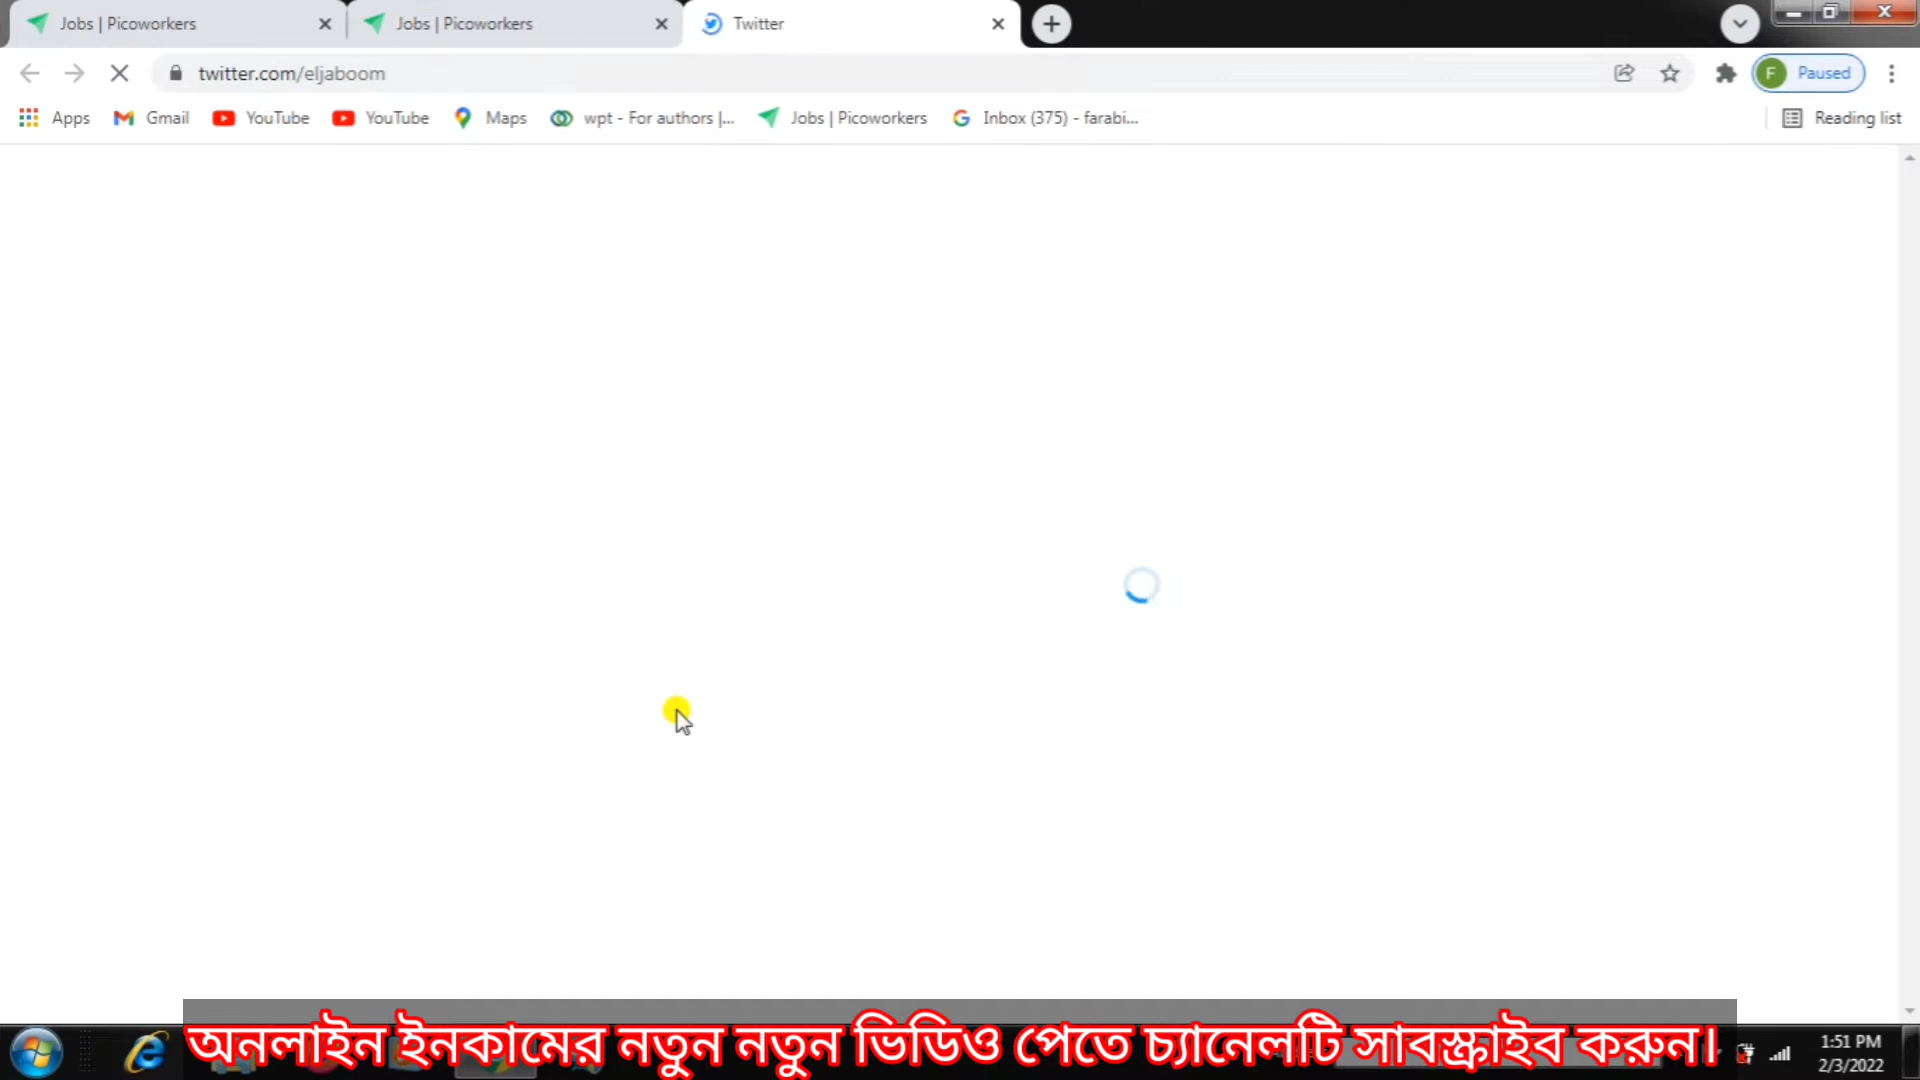 Jobs | Picoworkers
Jobs | Picoworkers
Twitter
twitter.com/eljaboom
F Paused
Apps
Gmail
YouTube
YouTube
Maps
wpt - For authors |...
Jobs | Picoworkers
Inbox (375) - farabi...
Reading list
অনলাইন ইনকামের নতুন নতুন ভিডিও পেতে চ্যানেলটি সাবস্ক্রাইব করুন।
1:51 PM
2/3/2022